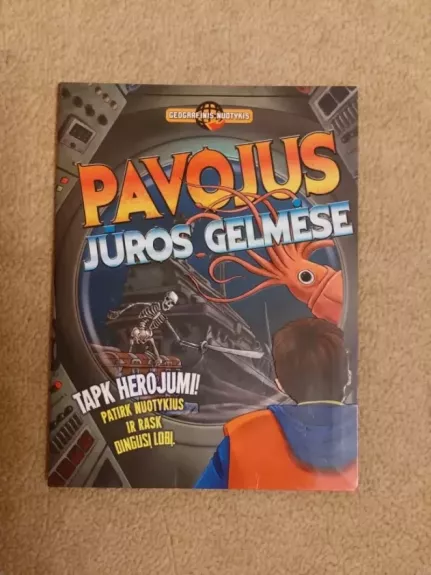 GEOGRAFINIS NUOTYKIS
PAVOJUS
JŪROS GELMĖSE
TAPK HEROJUMI!
PATIRK NUOTYKIUS
IR RASK
DINGUSĮ LOBĮ.